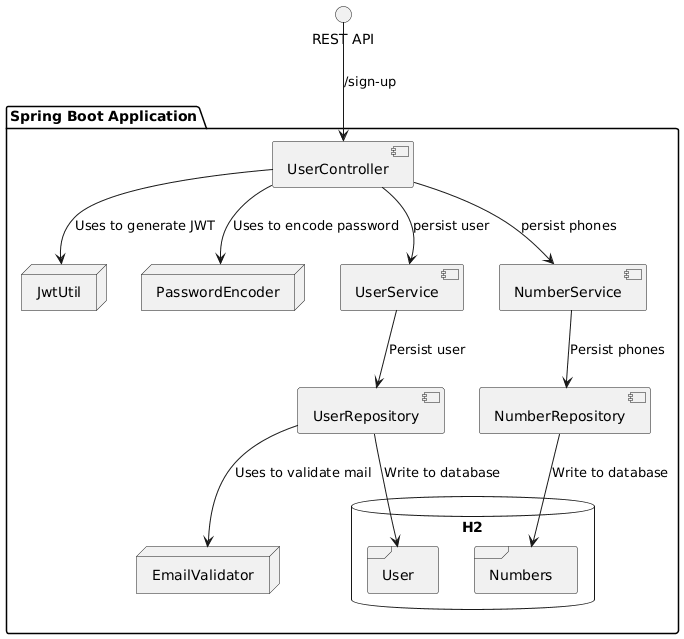 REST API
/sign-up
Spring Boot Application
UserController
Uses to generate JWT
Uses to encode password
persist user
persist phones
JwtUtil
PasswordEncoder
UserService
NumberService
Persist user
Persist phones
UserRepository
NumberRepository
Uses to validate mail
Write to database
Write to database
H2
EmailValidator
User
Numbers